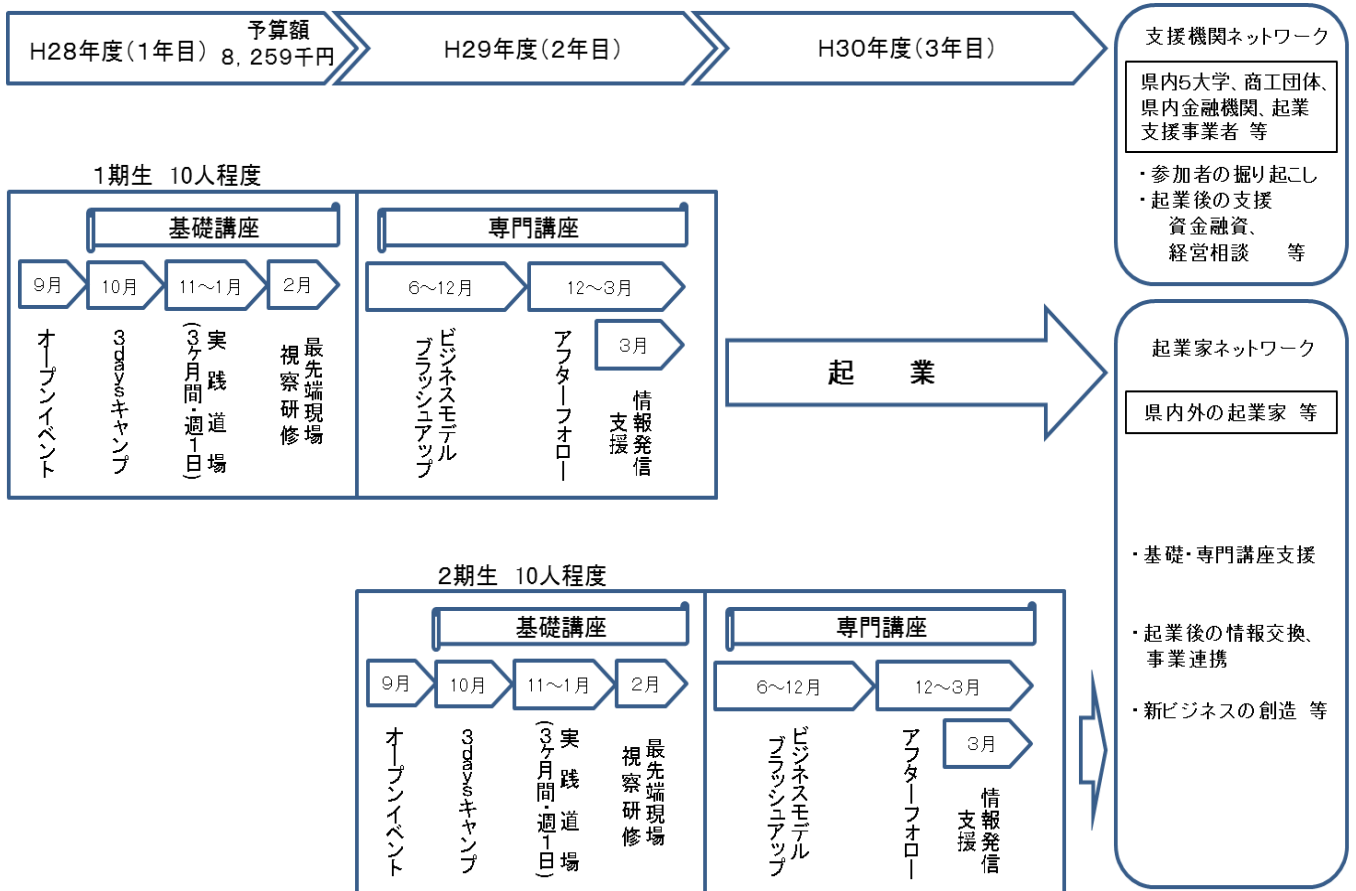 H28年度(1年目)
予算額
8,259千円
H29年度(2年目)
H30年度(3年目)
支援機関ネットワーク
県内5大学、商工団体、
県内金融機関、起業
支援事業者 等
・参加者の掘り起こし
・起業後の支援
資金融資、
経営相談 等
1期生 10人程度
基礎講座
専門講座
9月
10月
11~1月
2月
6~12月
12~3月
3月
オープンイベント
3daysキャンプ
実践道場
(3ヶ月間・週1日)
最先端現場
視察研修
ビジネスモデル
ブラッシュアップ
アフターフォロー
情報発信
支援
起 業
起業家ネットワーク
県内外の起業家 等
・基礎・専門講座支援
・起業後の情報交換、
事業連携
・新ビジネスの創造 等
2期生 10人程度
基礎講座
専門講座
9月
10月
11~1月
2月
6~12月
12~3月
3月
オープンイベント
3daysキャンプ
実践道場
(3ヶ月間・週1日)
最先端現場
視察研修
ビジネスモデル
ブラッシュアップ
アフターフォロー
情報発信
支援